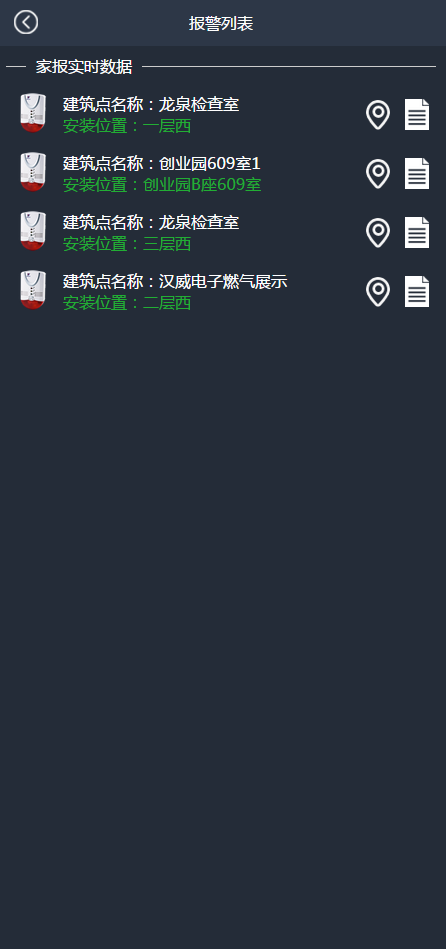 报警列表
家报实时数据
建筑点名称：龙泉检查室
安装位置：一层西
建筑点名称：创业园609室1
安装位置：创业园B座609室
建筑点名称：龙泉检查室
安装位置：三层西
建筑点名称：汉威电子燃气展示
安装位置：二层西